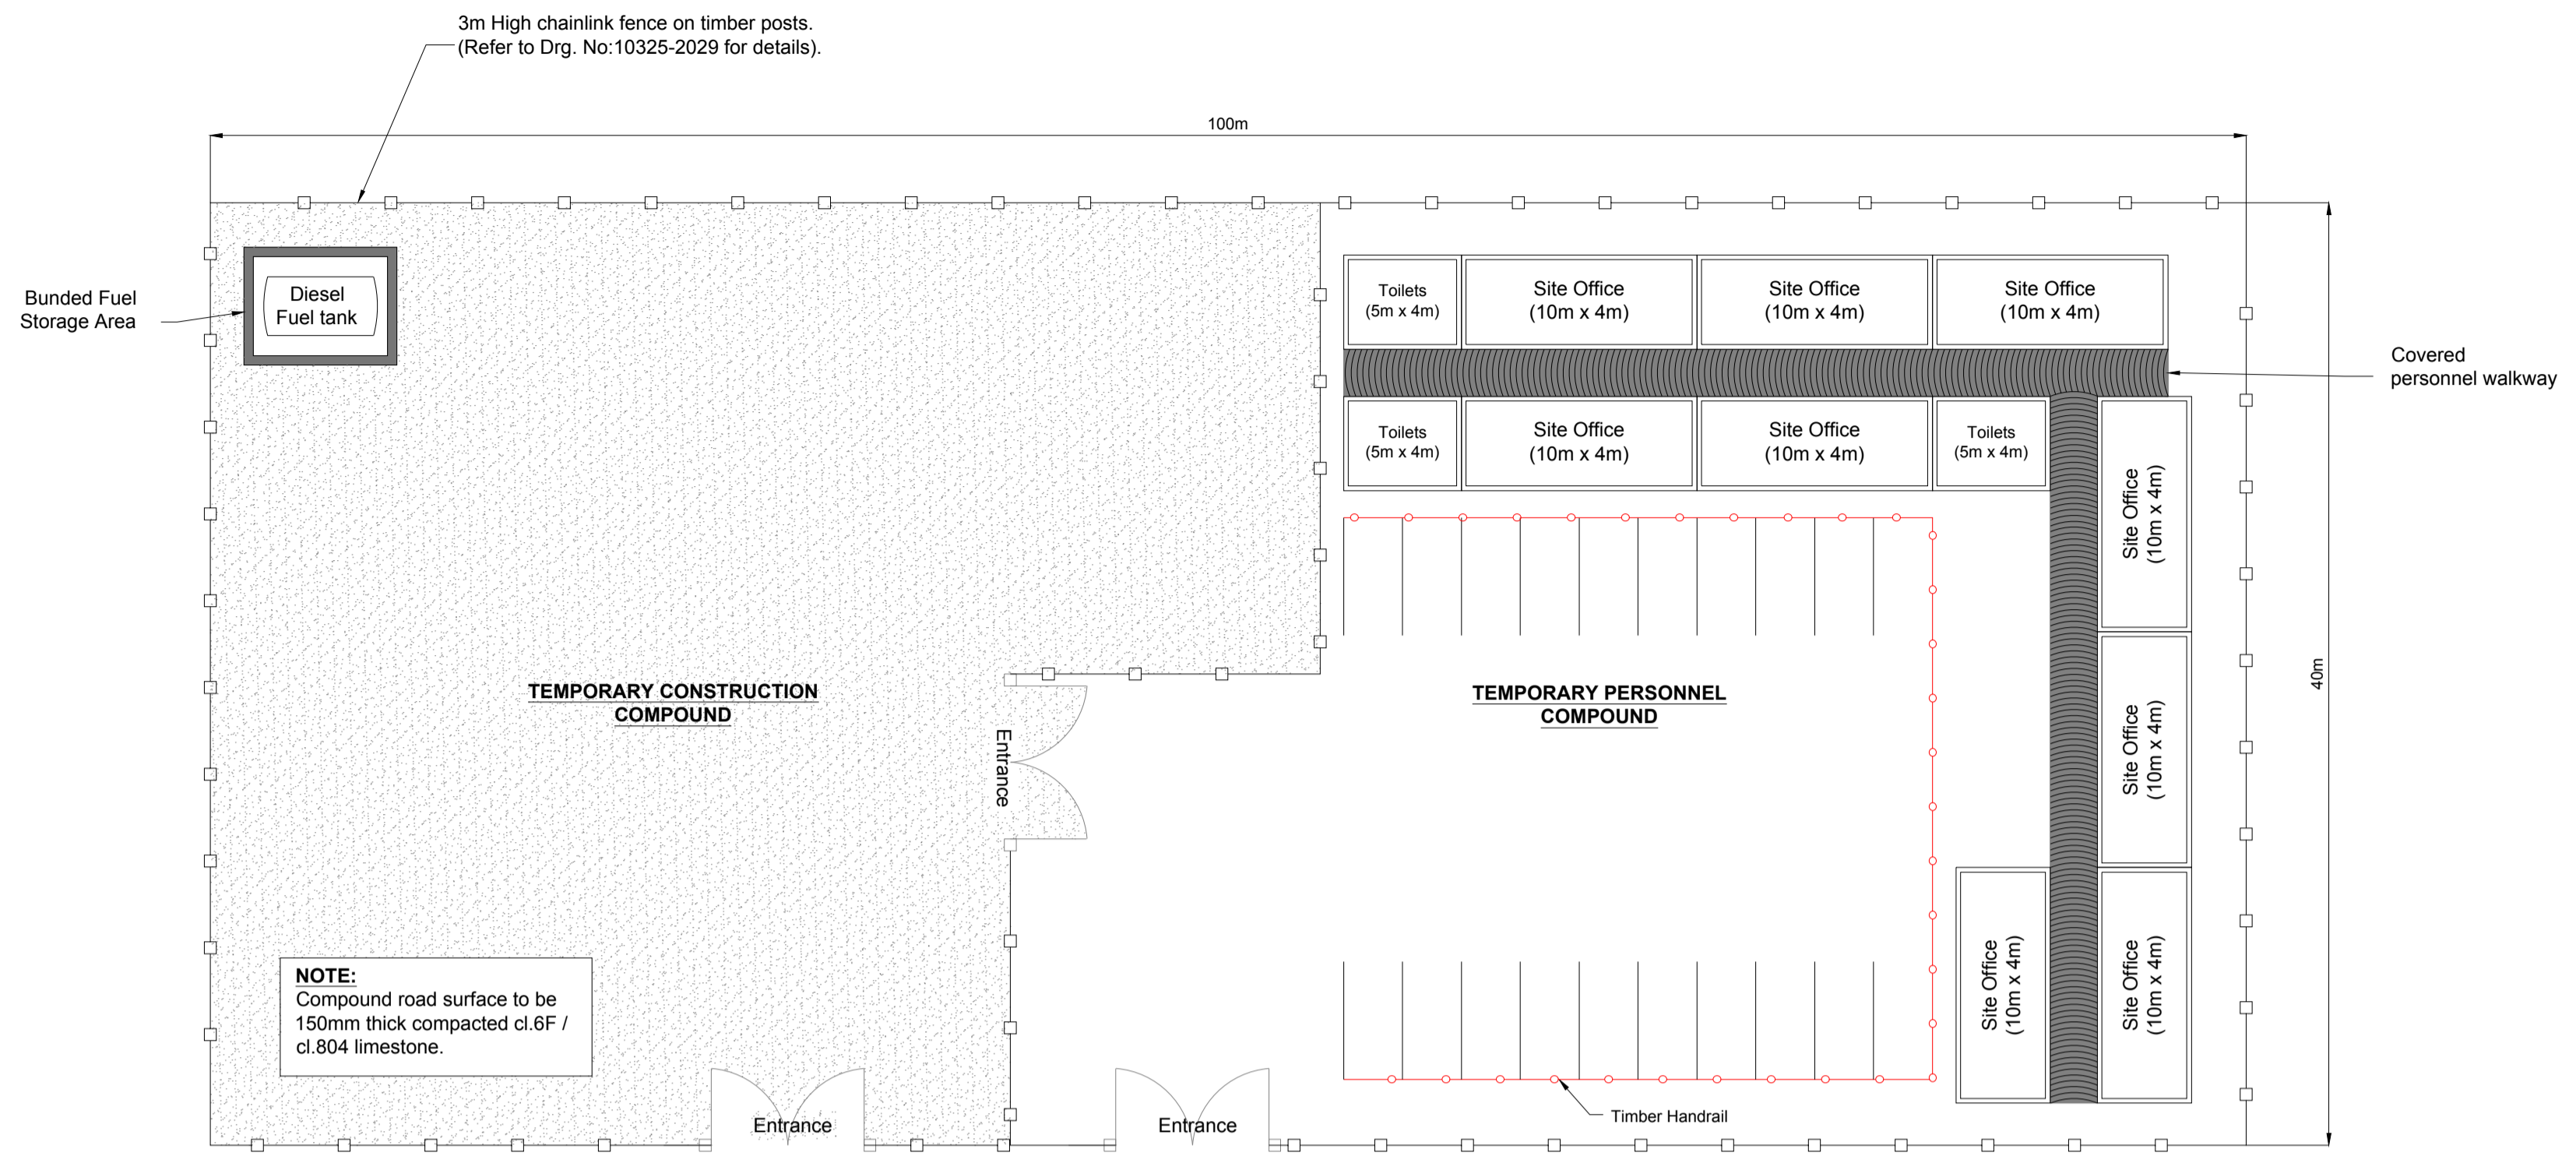 3m High chainlink fence on timber posts.
(Refer to Drg. No:10325-2029 for details).
100m
Bunded Fuel
Storage Area
Diesel
Fuel tank
Toilets
(5m x 4m)
Site Office
(10m x 4m)
Site Office
(10m x 4m)
Site Office
(10m x 4m)
Covered
personnel walkway
Toilets
(5m x 4m)
Site Office
(10m x 4m)
Site Office
(10m x 4m)
Toilets
(5m x 4m)
Site Office
(10m x 4m)
TEMPORARY CONSTRUCTION
COMPOUND
Entrance
TEMPORARY PERSONNEL
COMPOUND
Site Office
(10m x 4m)
40m
NOTE:
Compound road surface to be
150mm thick compacted cl.6F /
cl.804 limestone.
Site Office
(10m x 4m)
Site Office
(10m x 4m)
Entrance
Entrance
Timber Handrail